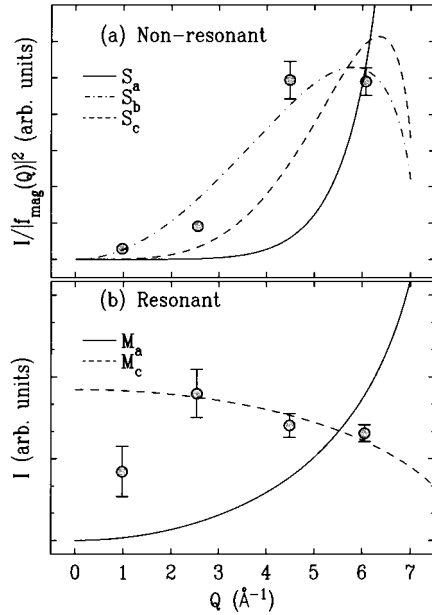 (a) Non-resonant
S_a
S_b
S_c
I/|f_mag(Q)|² (arb. units)
(b) Resonant
M_a
M_c
I (arb. units)
0 1 2 3 4 5 6 7
Q (Å⁻¹)